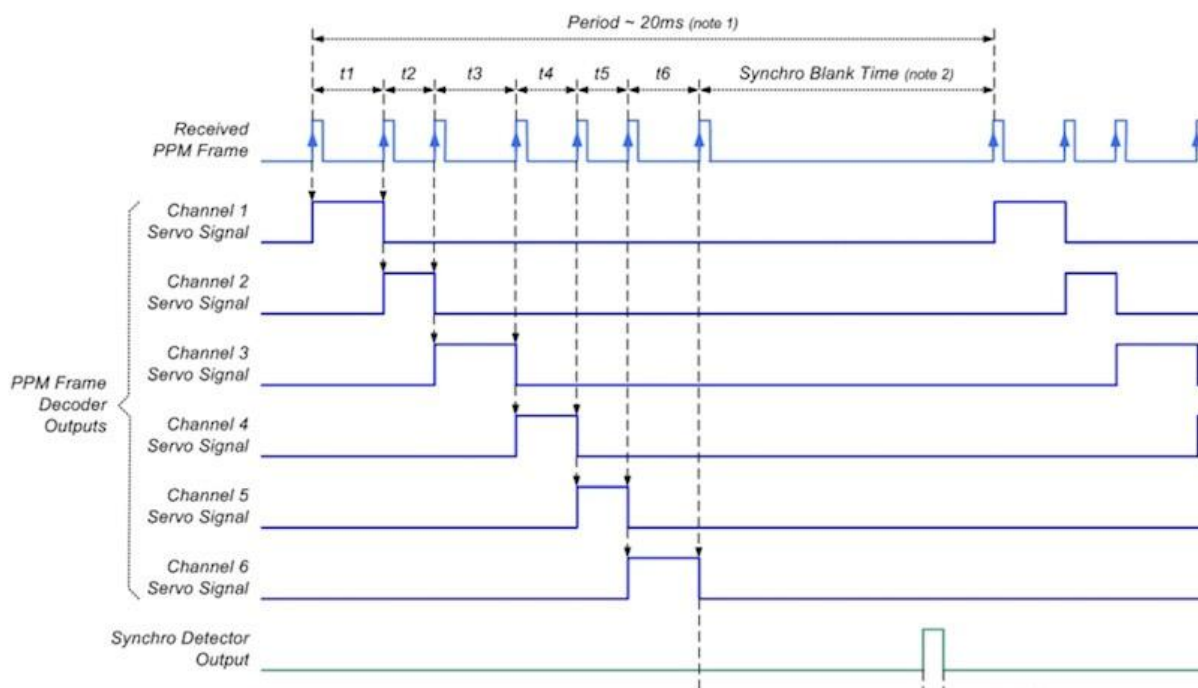 Period ~ 20ms (note 1)
t1 t2 t3 t4 t5 t6 Synchro Blank Time (note 2)
Received
PPM Frame
Channel 1
Servo Signal
Channel 2
Servo Signal
Channel 3
Servo Signal
PPM Frame
Decoder
Outputs
Channel 4
Servo Signal
Channel 5
Servo Signal
Channel 6
Servo Signal
Synchro Detector
Output